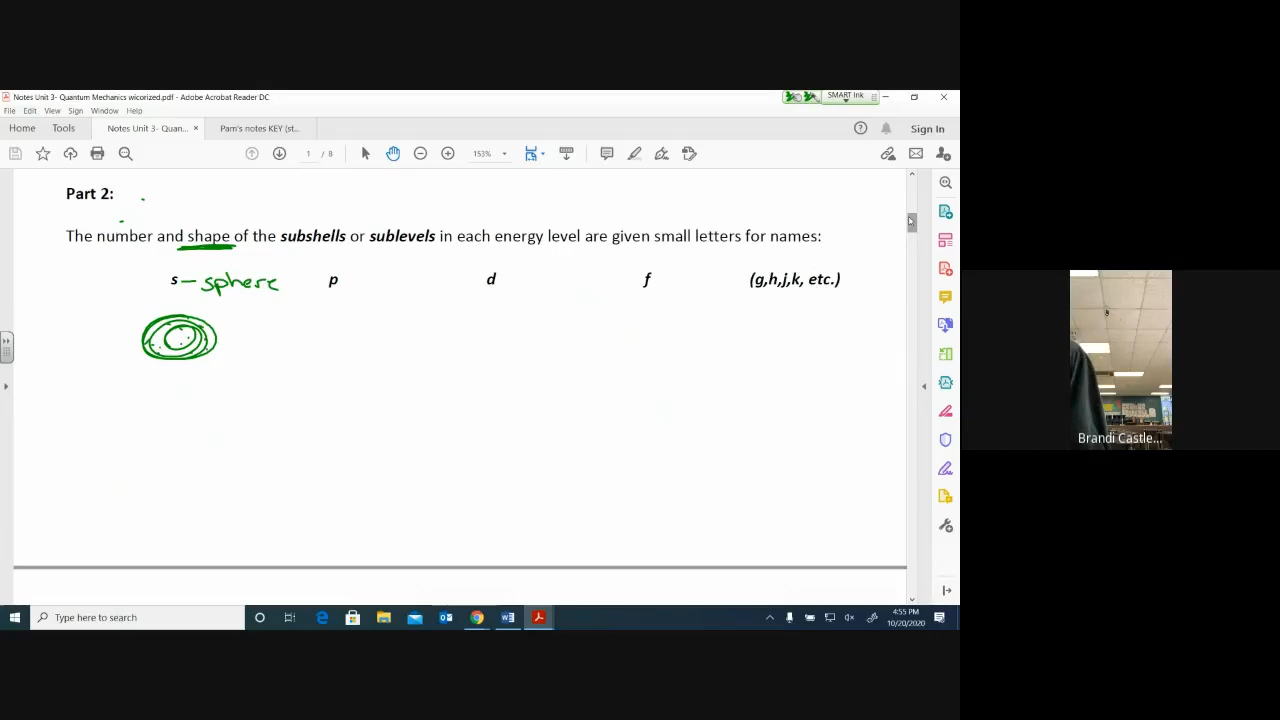 Notes Unit 3- Quantum Mechanics wicorized.pdf - Adobe Acrobat Reader DC
SMART Ink
File Edit View Sign Window Help
Home Tools Notes Unit 3- Quan... × Pam's notes KEY (st... Sign In
1 / 8 153%
Part 2:
The number and shape of the subshells or sublevels in each energy level are given small letters for names:
s – sphere p d f (g,h,j,k, etc.)
Brandi Castle...
Type here to search
4:55 PM
10/20/2020